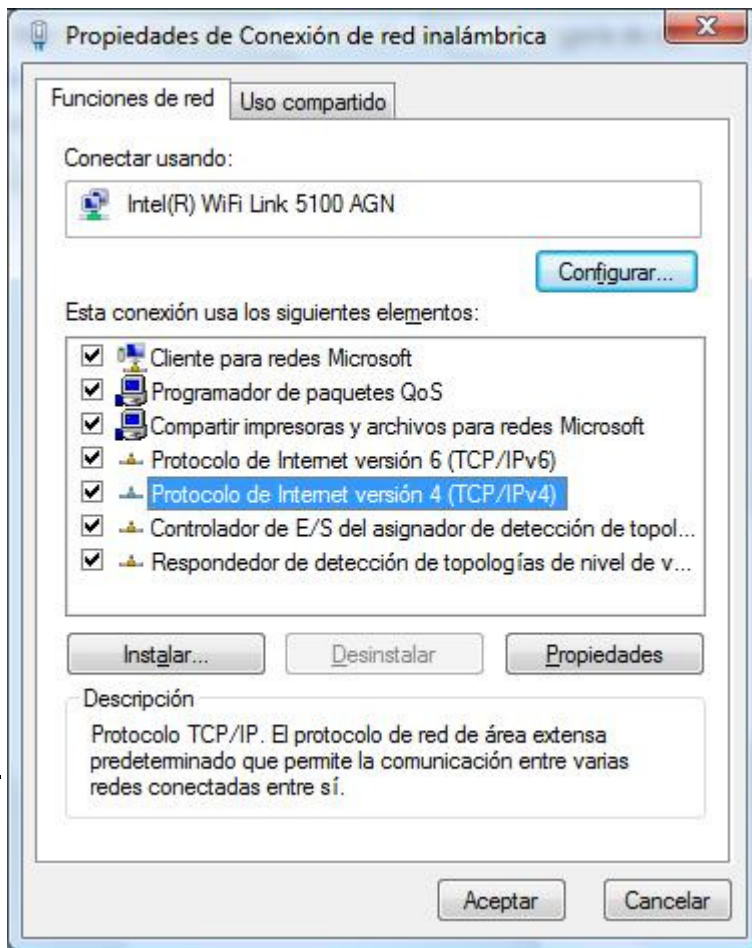 Propiedades de Conexión de red inalámbrica
Funciones de red
Uso compartido
Conectar usando:
Intel(R) WiFi Link 5100 AGN
Configurar...
Esta conexión usa los siguientes elementos:
Cliente para redes Microsoft
Programador de paquetes QoS
Compartir impresoras y archivos para redes Microsoft
Protocolo de Internet versión 6 (TCP/IPv6)
Protocolo de Internet versión 4 (TCP/IPv4)
Controlador de E/S del asignador de detección de topol...
Respondedor de detección de topologías de nivel de v...
Instalar...
Desinstalar
Propiedades
Descripción
Protocolo TCP/IP. El protocolo de red de área extensa
predeterminado que permite la comunicación entre varias
redes conectadas entre sí.
Aceptar
Cancelar